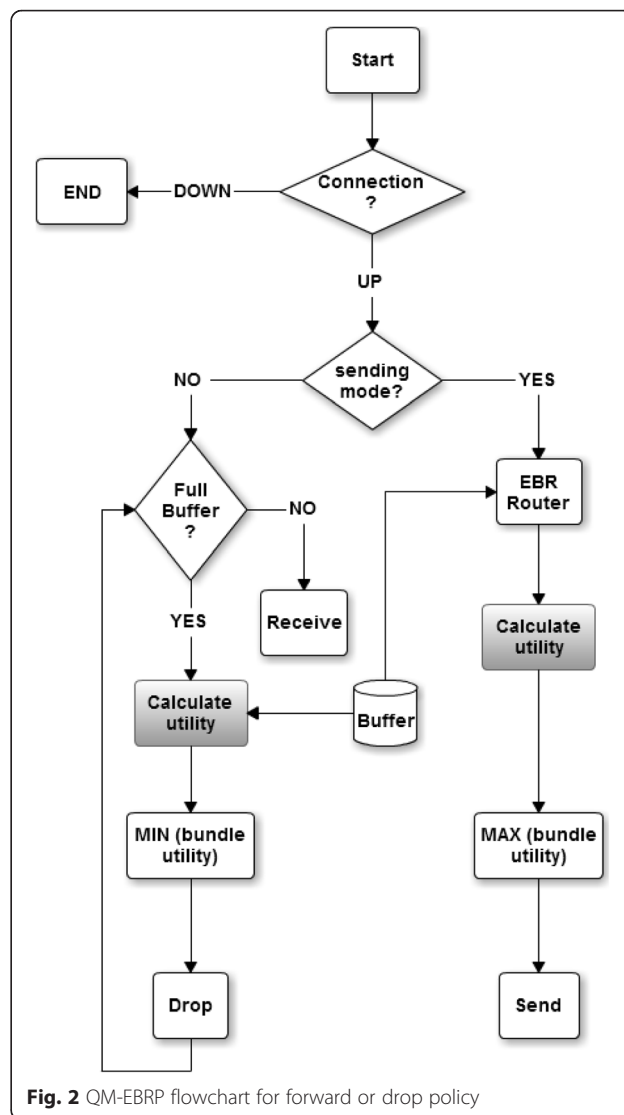 Start
Connection
?
END
DOWN
UP
sending
mode?
NO
YES
Full
Buffer
?
NO
EBR
Router
YES
Receive
Calculate
utility
Calculate
utility
Buffer
MIN (bundle
utility)
MAX (bundle
utility)
Drop
Send
Fig. 2 QM-EBRP flowchart for forward or drop policy